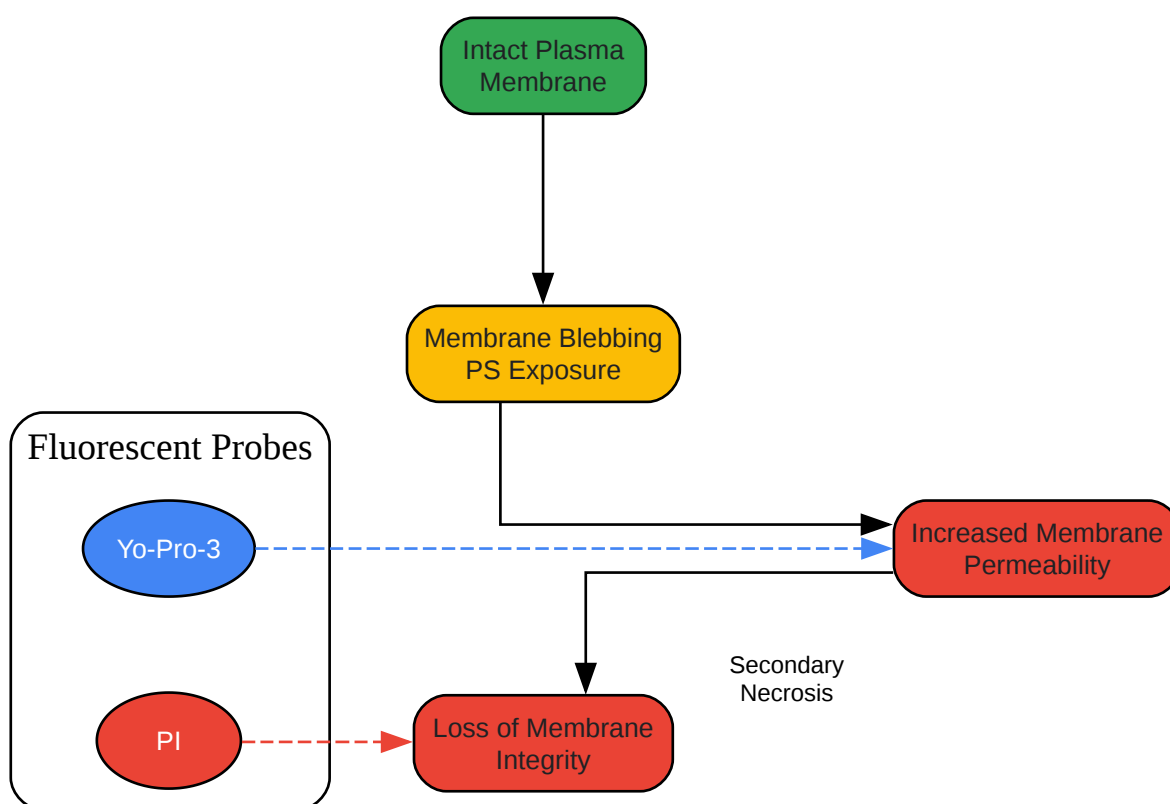 Intact Plasma
Membrane
Membrane Blebbing
PS Exposure
Fluorescent Probes
Yo-Pro-3
Increased Membrane
Permeability
Secondary
Necrosis
PI
Loss of Membrane
Integrity